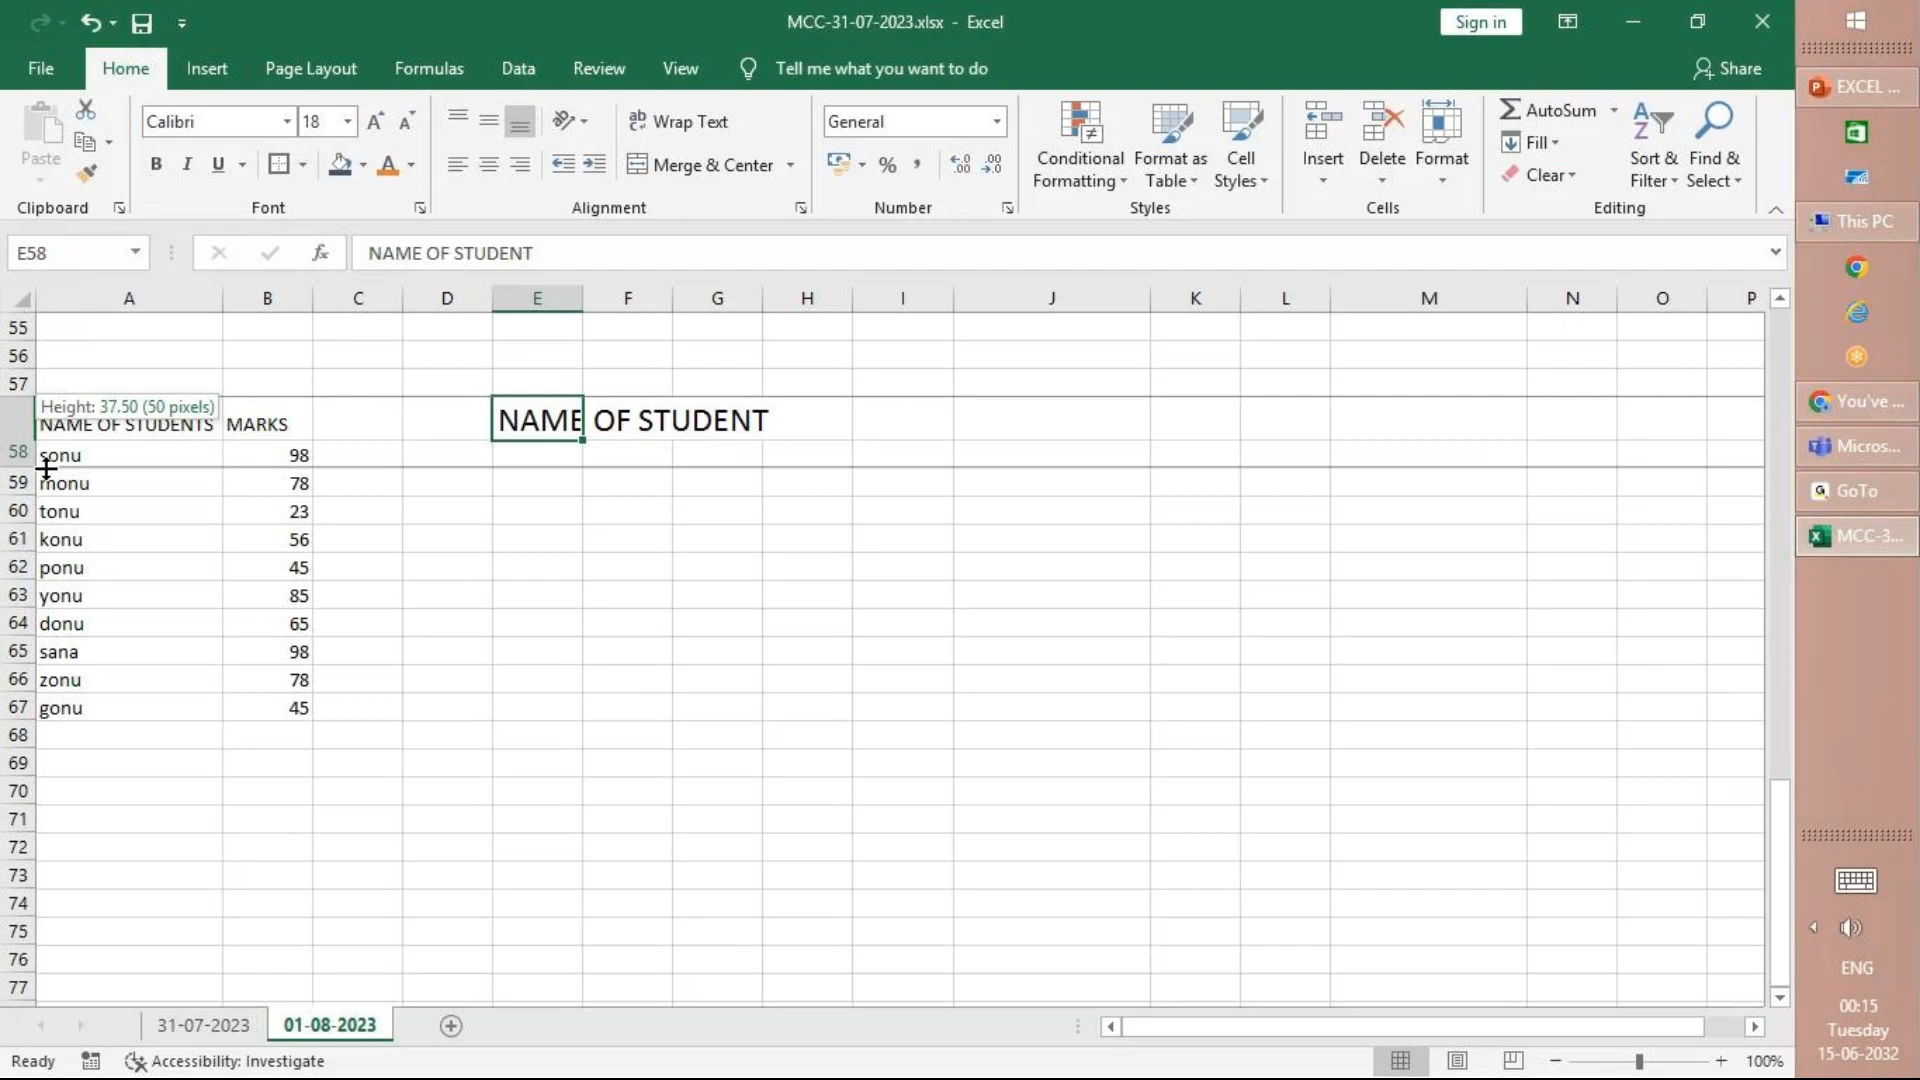 MCC-31-07-2023.xlsx - Excel
Sign in
File Home Insert Page Layout Formulas Data Review View Tell me what you want to do Share
Paste
Calibri 18
Wrap Text
General
Conditional Formatting
Format as Table
Cell Styles
Insert Delete Format
AutoSum
Fill
Clear
Sort & Filter
Find & Select
B I U
Merge & Center
% ,
Clipboard Font Alignment Number Styles Cells Editing
E58 fx NAME OF STUDENT
A B C D E F G H I J K L M N O P
55
56
57
Height: 37.50 (50 pixels)
NAME OF STUDENTS MARKS NAME OF STUDENT
58 sonu 98
59 monu 78
60 tonu 23
61 konu 56
62 ponu 45
63 yonu 85
64 donu 65
65 sana 98
66 zonu 78
67 gonu 45
68
69
70
71
72
73
74
75
76
77
31-07-2023 01-08-2023
Ready Accessibility: Investigate 100%
EXCEL ...
This PC
You've ...
Micros...
GoTo
MCC-3...
ENG
00:15
Tuesday
15-06-2032